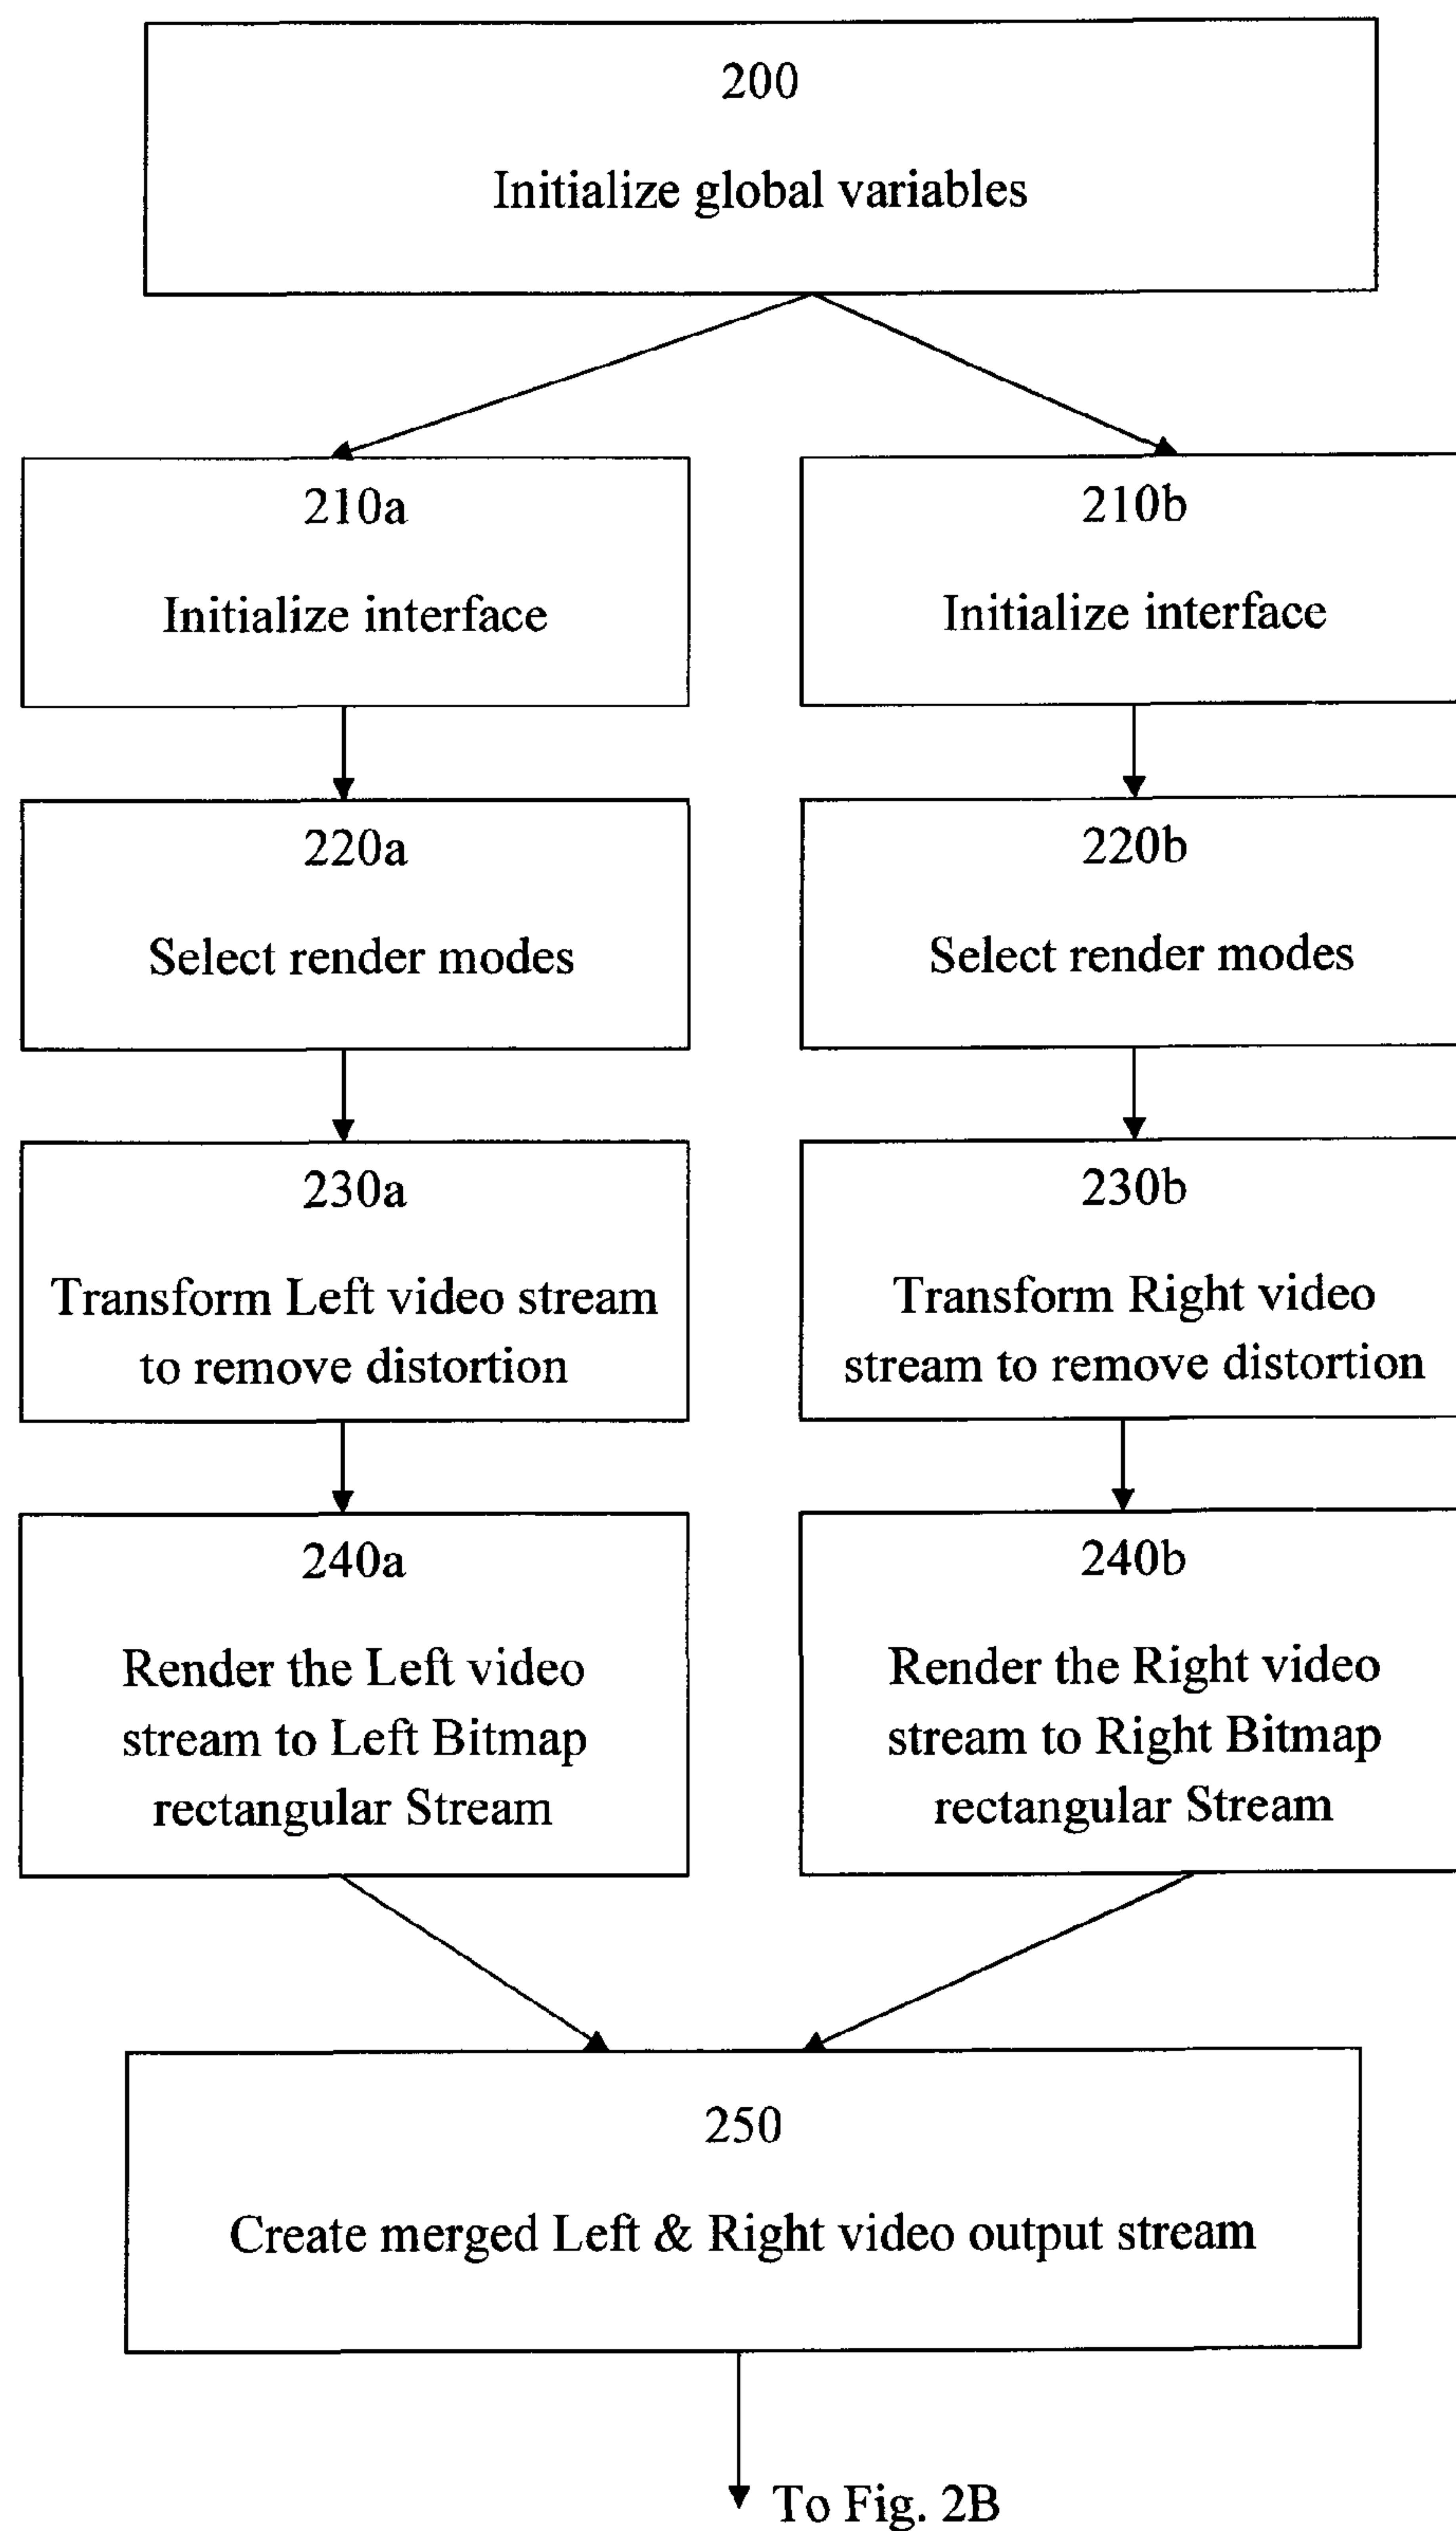 200
Initialize global variables
210a
Initialize interface
210b
Initialize interface
220a
Select render modes
220b
Select render modes
230a
Transform Left video stream
to remove distortion
230b
Transform Right video
stream to remove distortion
240a
Render the Left video
stream to Left Bitmap
rectangular Stream
240b
Render the Right video
stream to Right Bitmap
rectangular Stream
250
Create merged Left & Right video output stream
To Fig. 2B